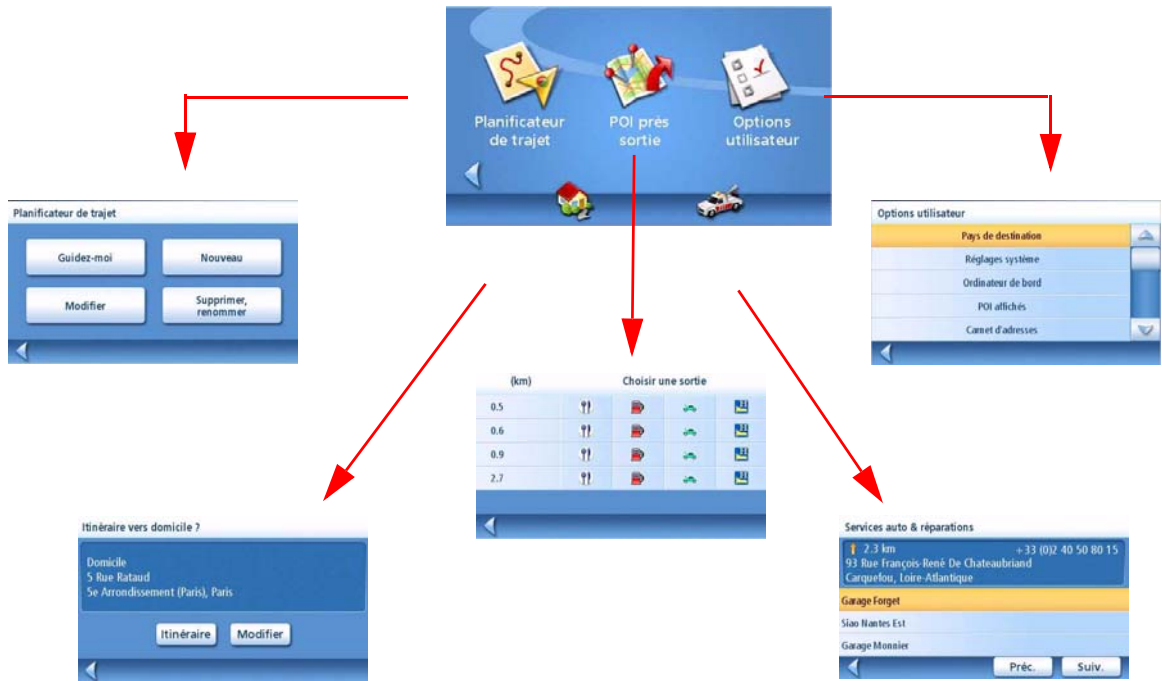 Planificateur
de trajet
POI près
sortie
Options
utilisateur
Planificateur de trajet
Guidez-moi
Nouveau
Modifier
Supprimer,
renommer
Options utilisateur
Pays de destination
Réglages système
Ordinateur de bord
POI affichés
Carnet d'adresses
(km) Choisir une sortie
0.5
0.6
0.9
2.7
Itinéraire vers domicile ?
Domicile
5 Rue Rataud
5e Arrondissement (Paris), Paris
Itinéraire Modifier
Services auto & réparations
2.3 km +33 (0)2 40 50 80 15
93 Rue François-René De Chateaubriand
Carquefou, Loire-Atlantique
Garage Forget
Siao Nantes Est
Garage Monnier
Préc. Suiv.